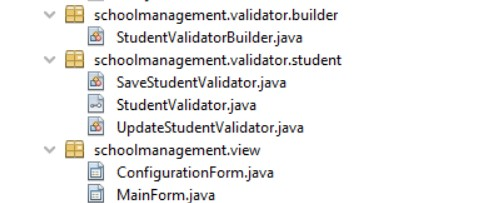 schoolmanagement.validator.builder
StudentValidatorBuilder.java
schoolmanagement.validator.student
SaveStudentValidator.java
StudentValidator.java
UpdateStudentValidator.java
schoolmanagement.view
ConfigurationForm.java
MainForm.java